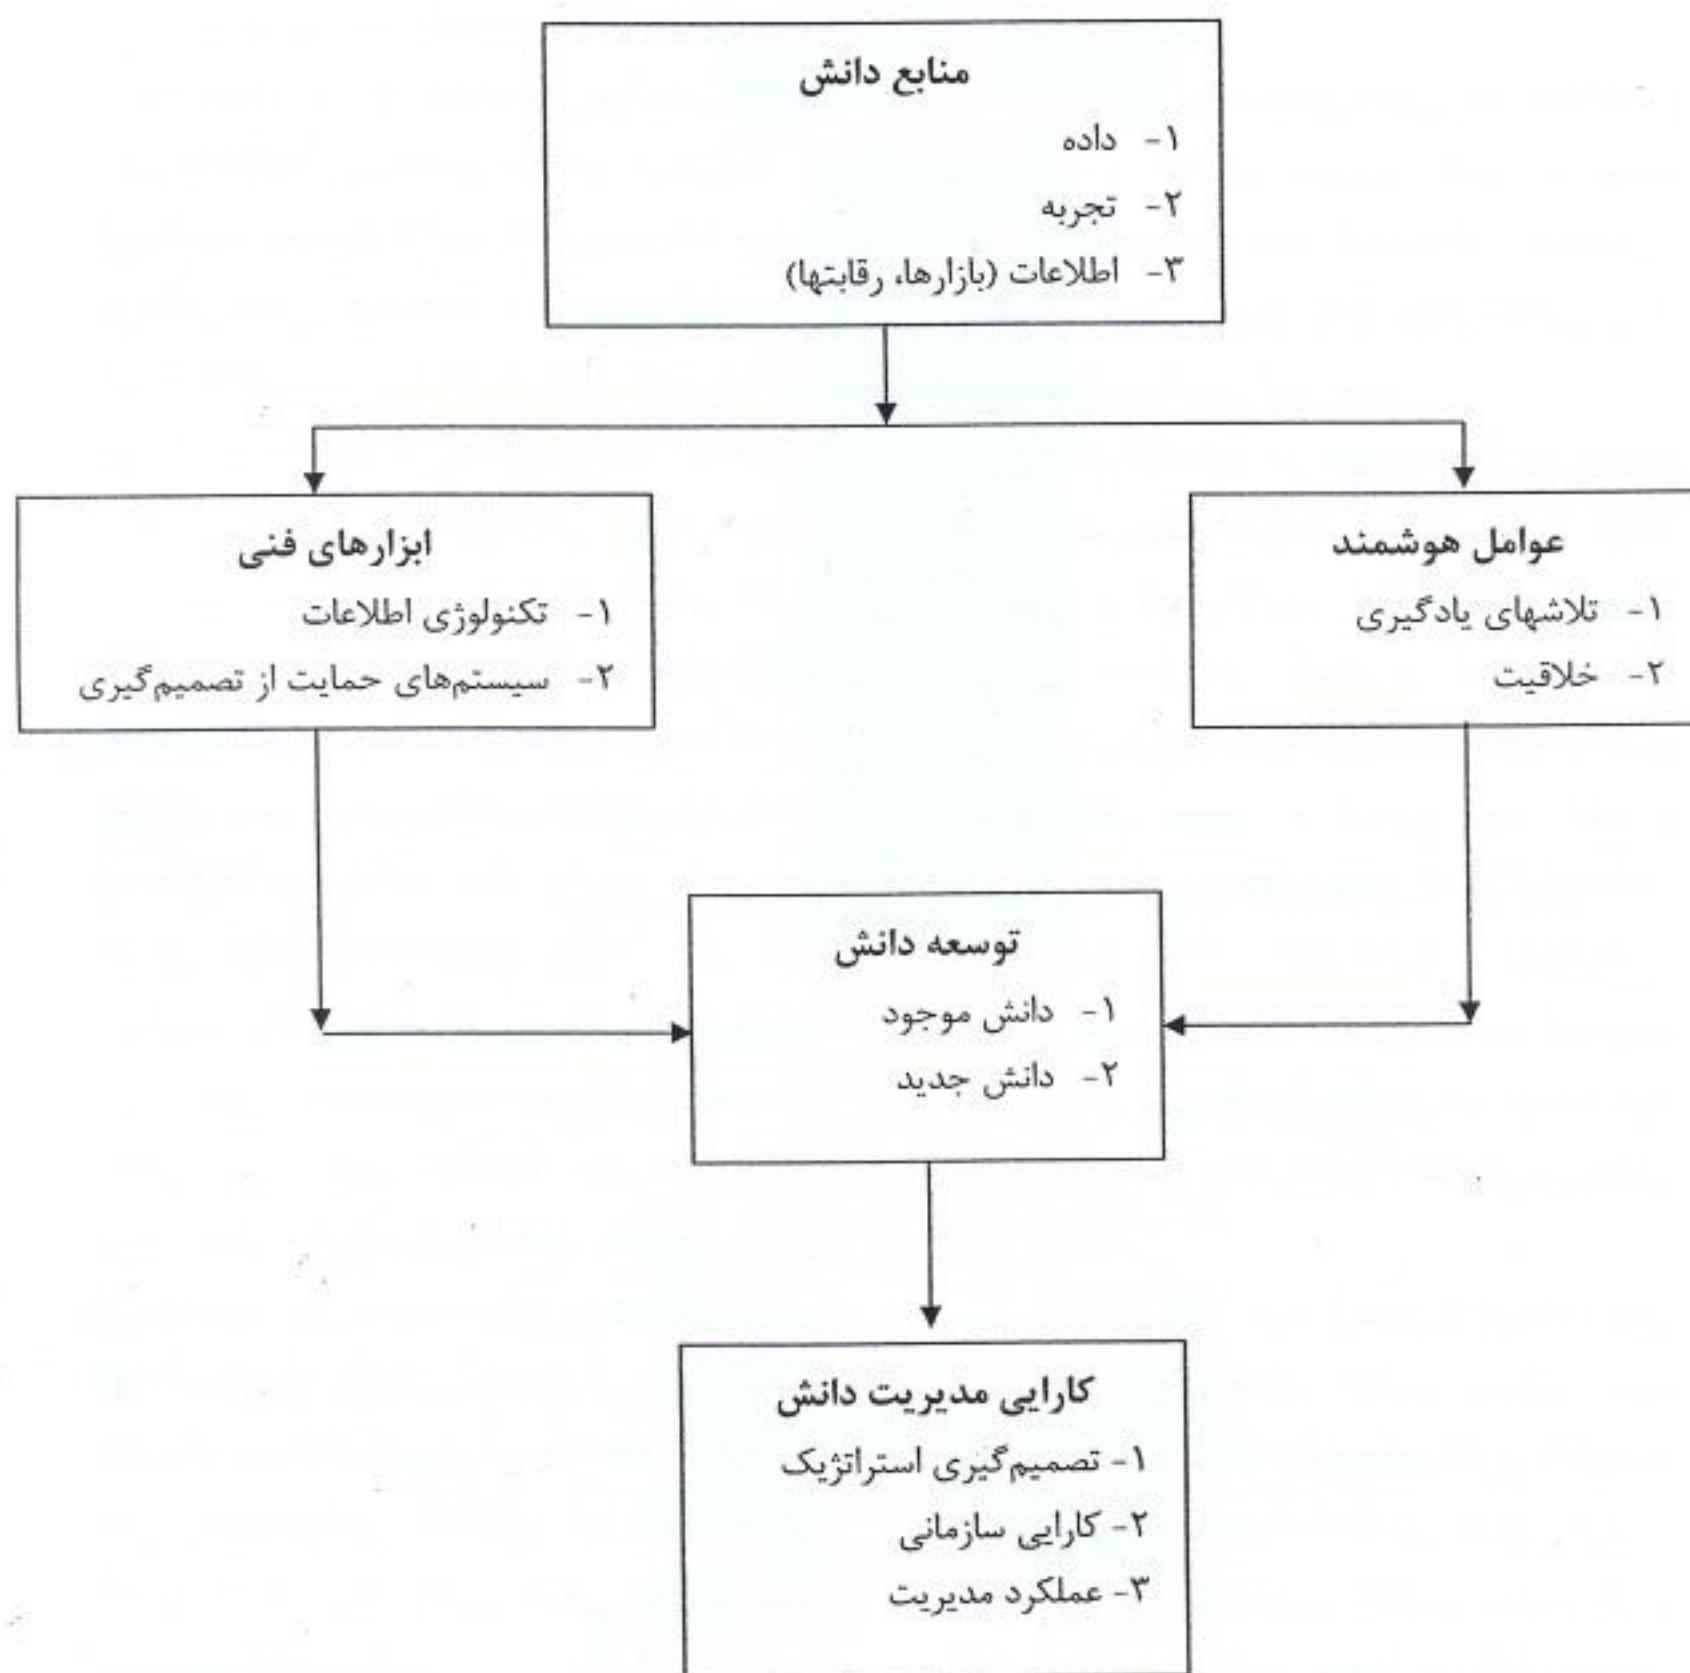 منابع دانش
۱- داده
۲- تجربه
۳- اطلاعات (بازارها، رقابتها)
عوامل هوشمند
۱- تلاشهای یادگیری
۲- خلاقیت
ابزارهای فنی
۱- تکنولوژی اطلاعات
۲- سیستم‌های حمایت از تصمیم‌گیری
توسعه دانش
۱- دانش موجود
۲- دانش جدید
کارایی مدیریت دانش
۱- تصمیم‌گیری استراتژیک
۲- کارایی سازمانی
۳- عملکرد مدیریت